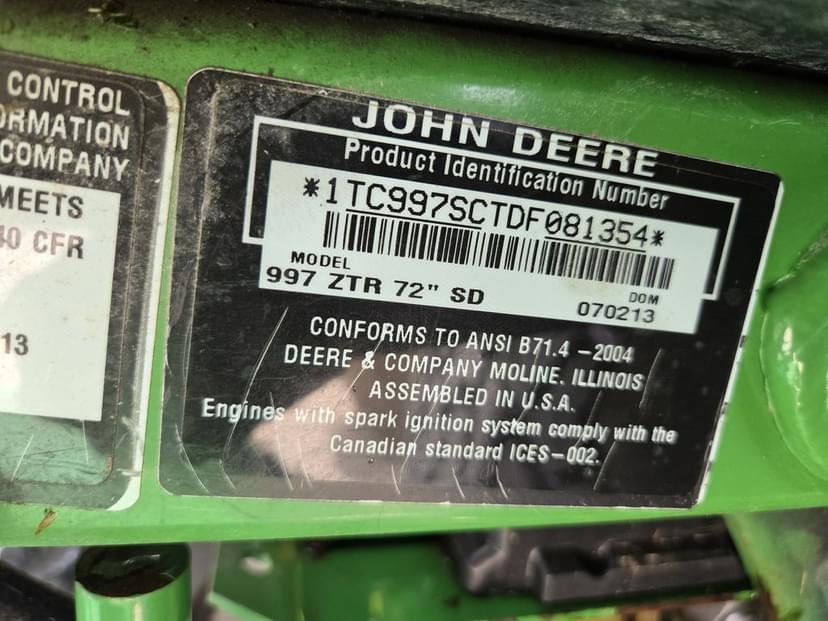 CONTROL
ORMATION
COMPANY
MEETS
40 CFR
13
JOHN DEERE
Product Identification Number
*1TC997SCTDF081354*
MODEL
997 ZTR 72" SD
DOM
070213
CONFORMS TO ANSI B71.4 -2004
DEERE & COMPANY MOLINE, ILLINOIS
ASSEMBLED IN U.S.A.
Engines with spark ignition system comply with the
Canadian standard ICES-002.